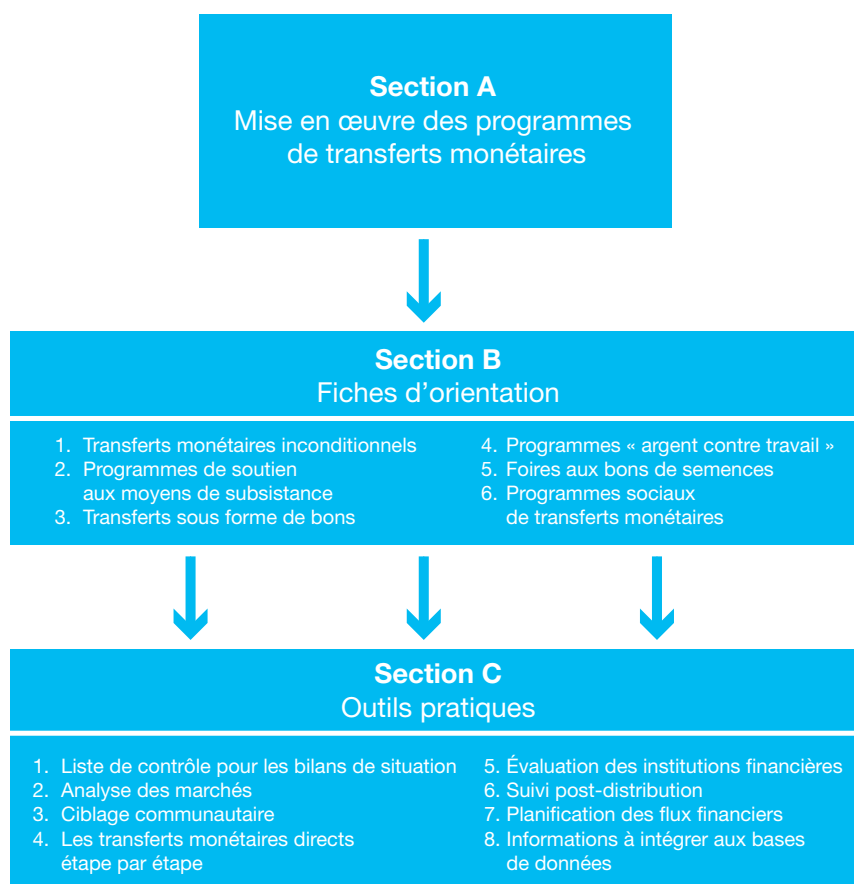 Section A
Mise en œuvre des programmes
de transferts monétaires
Section B
Fiches d’orientation
1. Transferts monétaires inconditionnels
2. Programmes de soutien
aux moyens de subsistance
3. Transferts sous forme de bons
4. Programmes « argent contre travail »
5. Foires aux bons de semences
6. Programmes sociaux
de transferts monétaires
Section C
Outils pratiques
1. Liste de contrôle pour les bilans de situation
2. Analyse des marchés
3. Ciblage communautaire
4. Les transferts monétaires directs
étape par étape
5. Évaluation des institutions financières
6. Suivi post-distribution
7. Planification des flux financiers
8. Informations à intégrer aux bases
de données